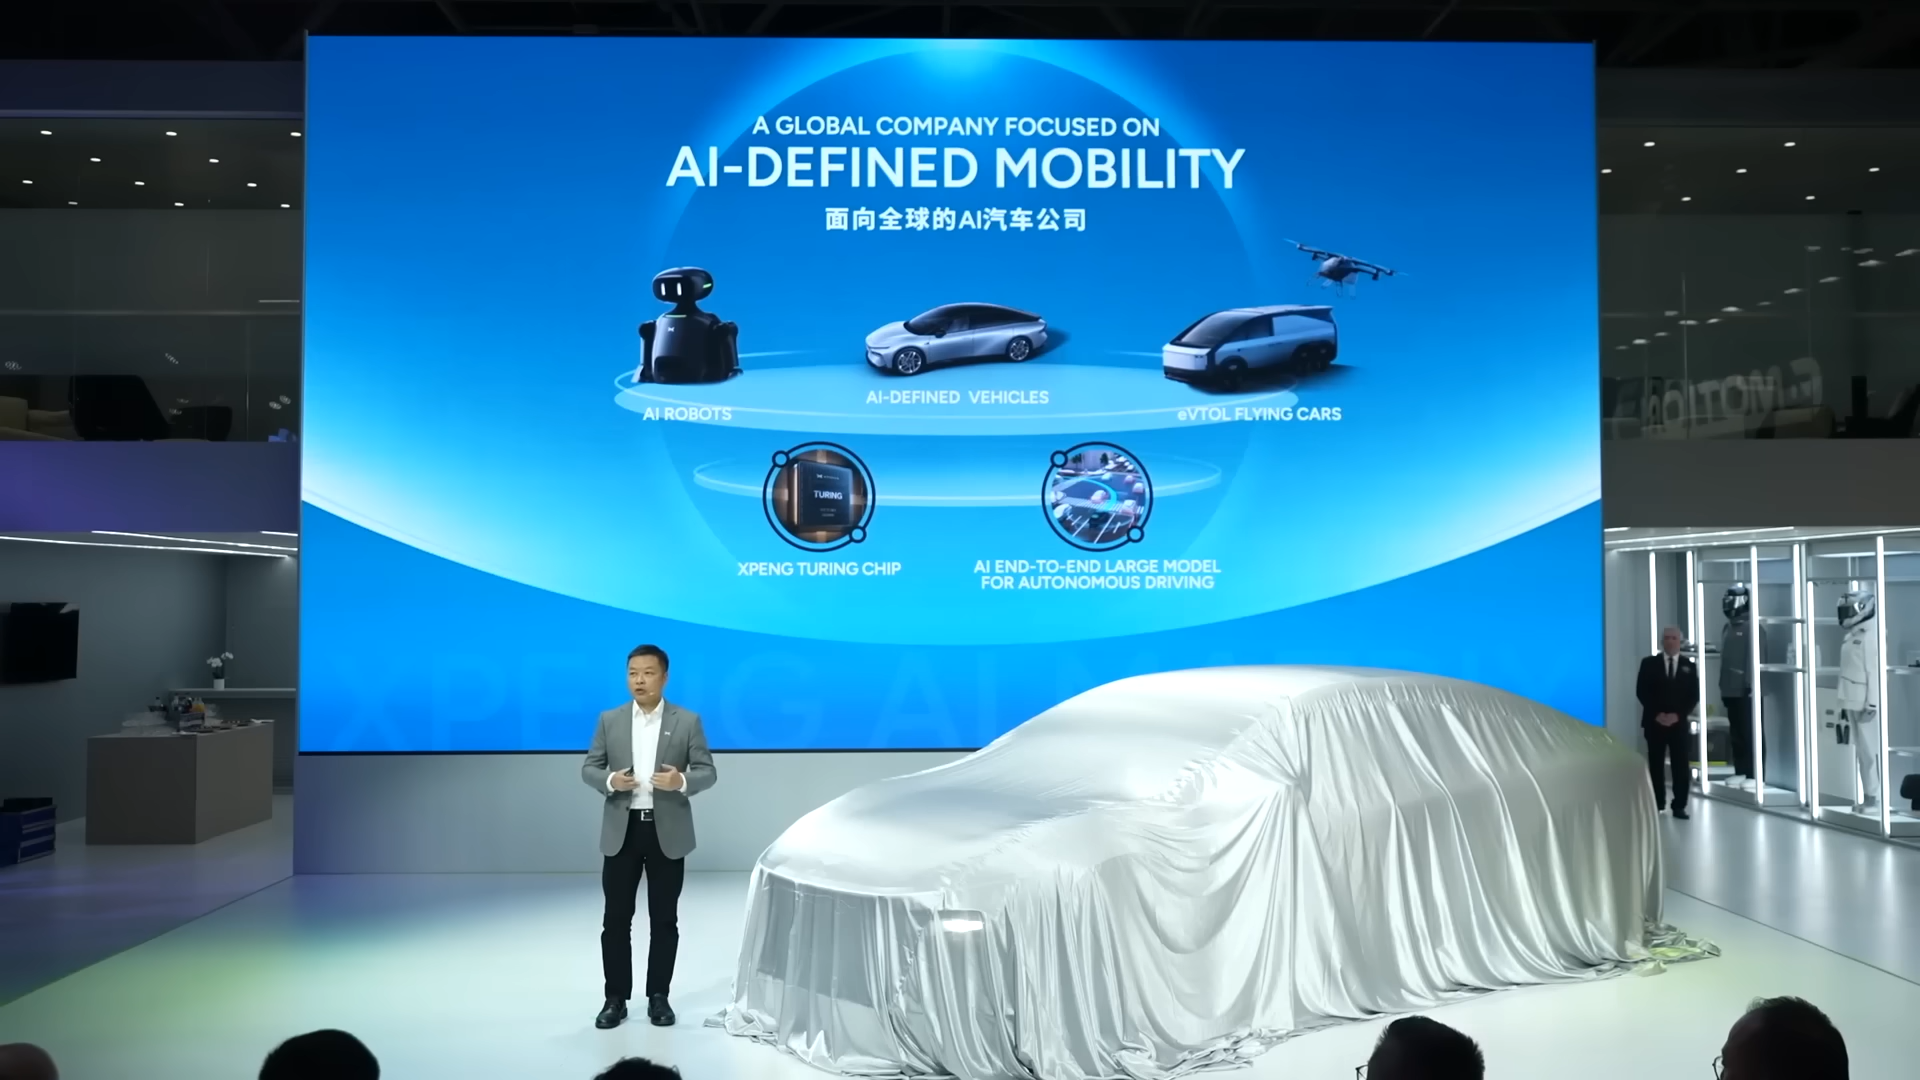 A GLOBAL COMPANY FOCUSED ON
AI-DEFINED MOBILITY
面向全球的AI汽车公司
AI ROBOTS
AI-DEFINED VEHICLES
eVTOL FLYING CARS
TURING
XPENG TURING CHIP
AI END-TO-END LARGE MODEL
FOR AUTONOMOUS DRIVING
XPENG AI